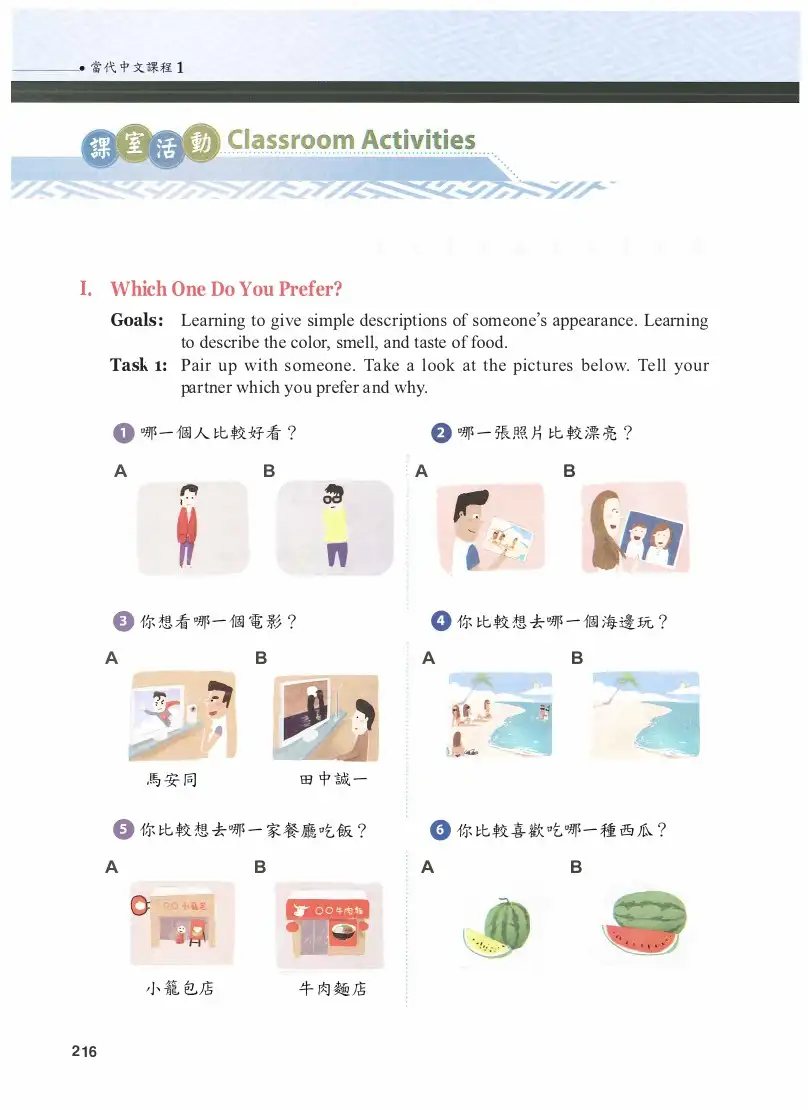 當代中文課程 1
課室活動 Classroom Activities
I. Which One Do You Prefer?
Goals: Learning to give simple descriptions of someone's appearance. Learning
to describe the color, smell, and taste of food.
Task 1: Pair up with someone. Take a look at the pictures below. Tell your
partner which you prefer and why.
1 哪一個人比較好看？
A B
2 哪一張照片比較漂亮？
A B
3 你想看哪一個電影？
A B
馬安同 田中誠一
4 你比較想去哪一個海邊玩？
A B
5 你比較想去哪一家餐廳吃飯？
A B
〇〇小籠包
〇〇牛肉麵
小籠包店 牛肉麵店
6 你比較喜歡吃哪一種西瓜？
A B
216